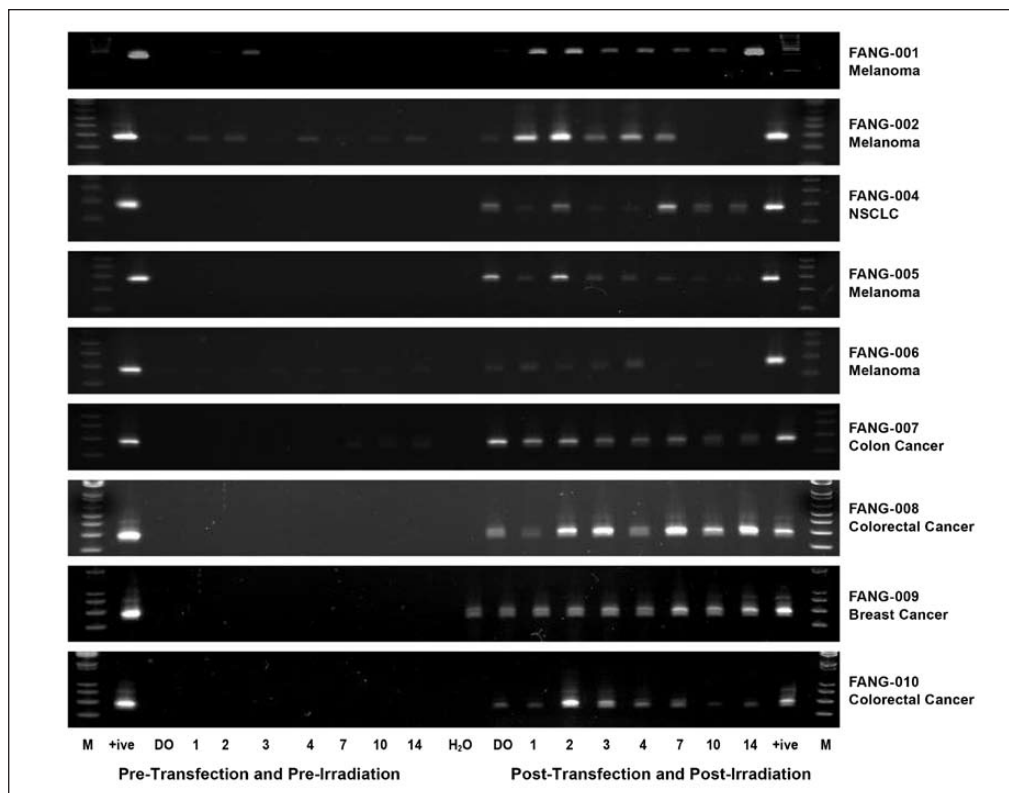 FANG-001
Melanoma
FANG-002
Melanoma
FANG-004
NSCLC
FANG-005
Melanoma
FANG-006
Melanoma
FANG-007
Colon Cancer
FANG-008
Colorectal Cancer
FANG-009
Breast Cancer
FANG-010
Colorectal Cancer
M +ive DO 1 2 3 4 7 10 14 H₂O DO 1 2 3 4 7 10 14 +ive M
Pre-Transfection and Pre-Irradiation Post-Transfection and Post-Irradiation